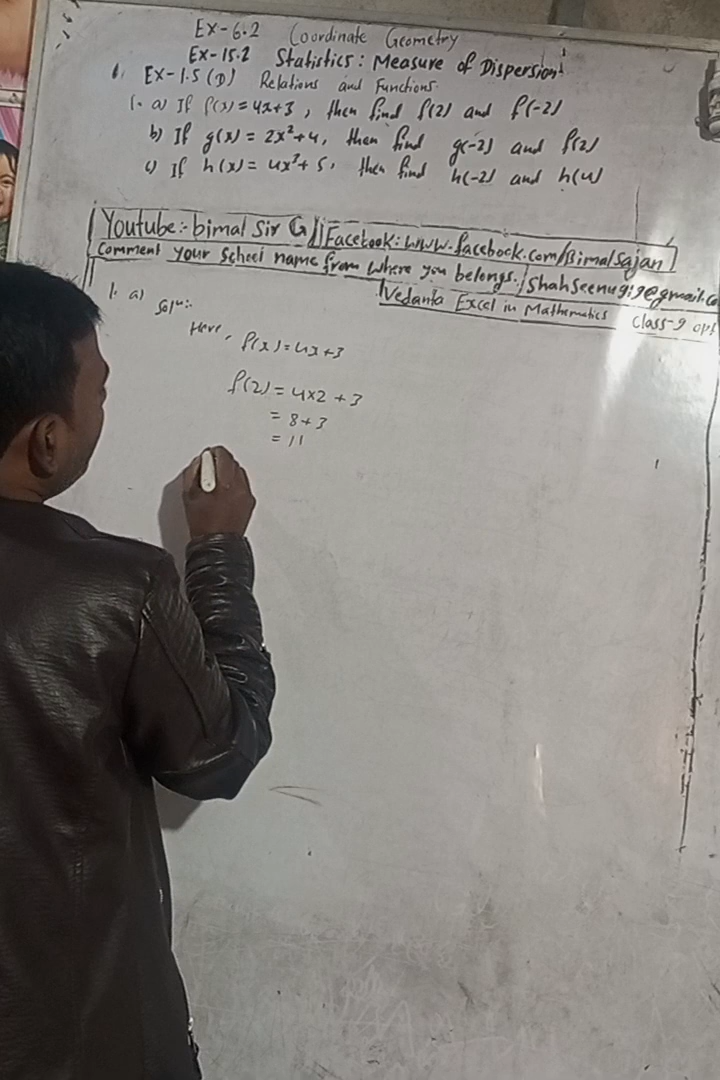 Ex-6.2 Coordinate Geometry
Ex-15.2 Statistics: Measure of Dispersion
Ex-1.5 (D) Relations and Functions
1. a) If f(x) = 4x+3, then find f(2) and f(-2)
b) If g(x) = 2x²+4, then find g(-2) and f(2)
c) If h(x) = 4x³+5, then find h(-2) and h(4)
Youtube:- bimal Sir G || Facebook: www.facebook.com/Bimalsajan
Comment your School name from where you belongs. / Shahseenu919@gmail.co
Vedanta Excel in Mathematics Class-9 opt
1. a) Solⁿ:-
Here, f(x) = 4x+3
f(2) = 4×2+3
= 8+3
= 11